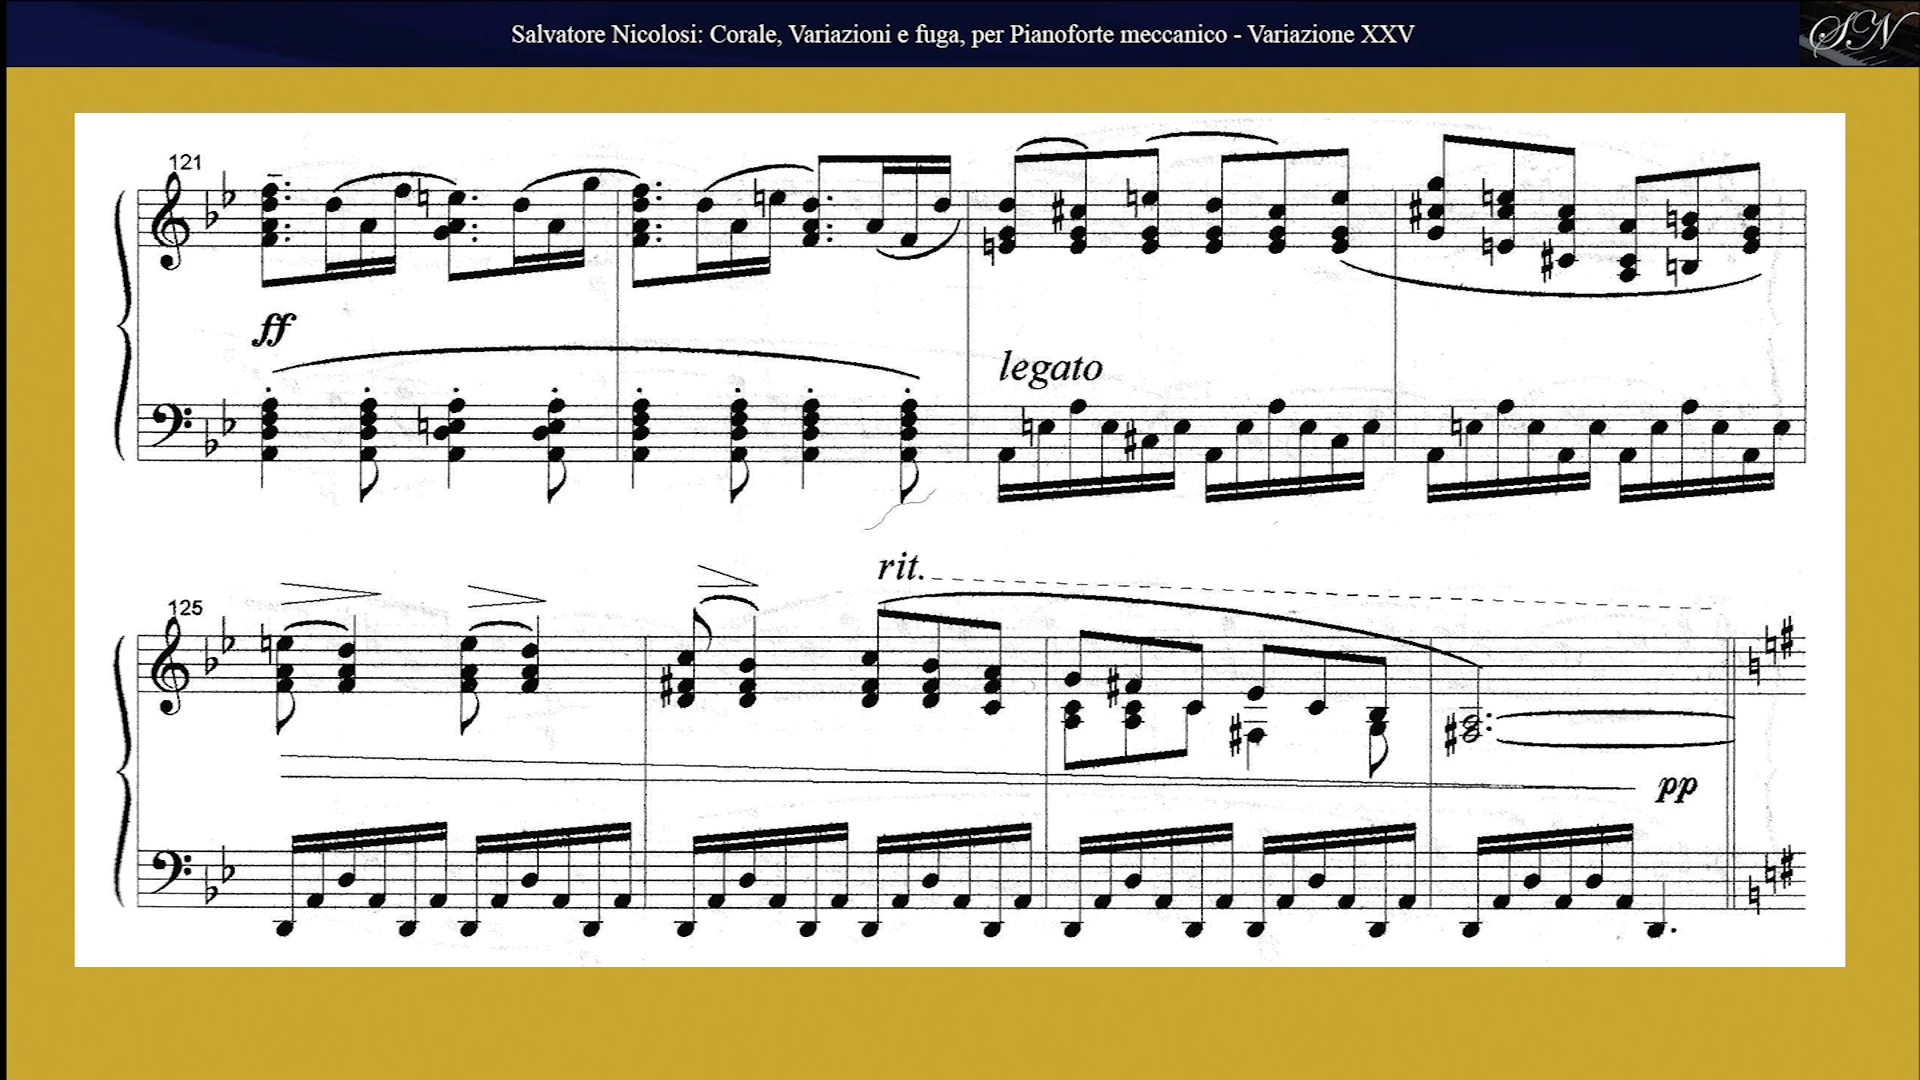 Salvatore Nicolosi: Corale, Variazioni e fuga, per Pianoforte meccanico - Variazione XXV
SN
121
ff
legato
rit.
125
pp